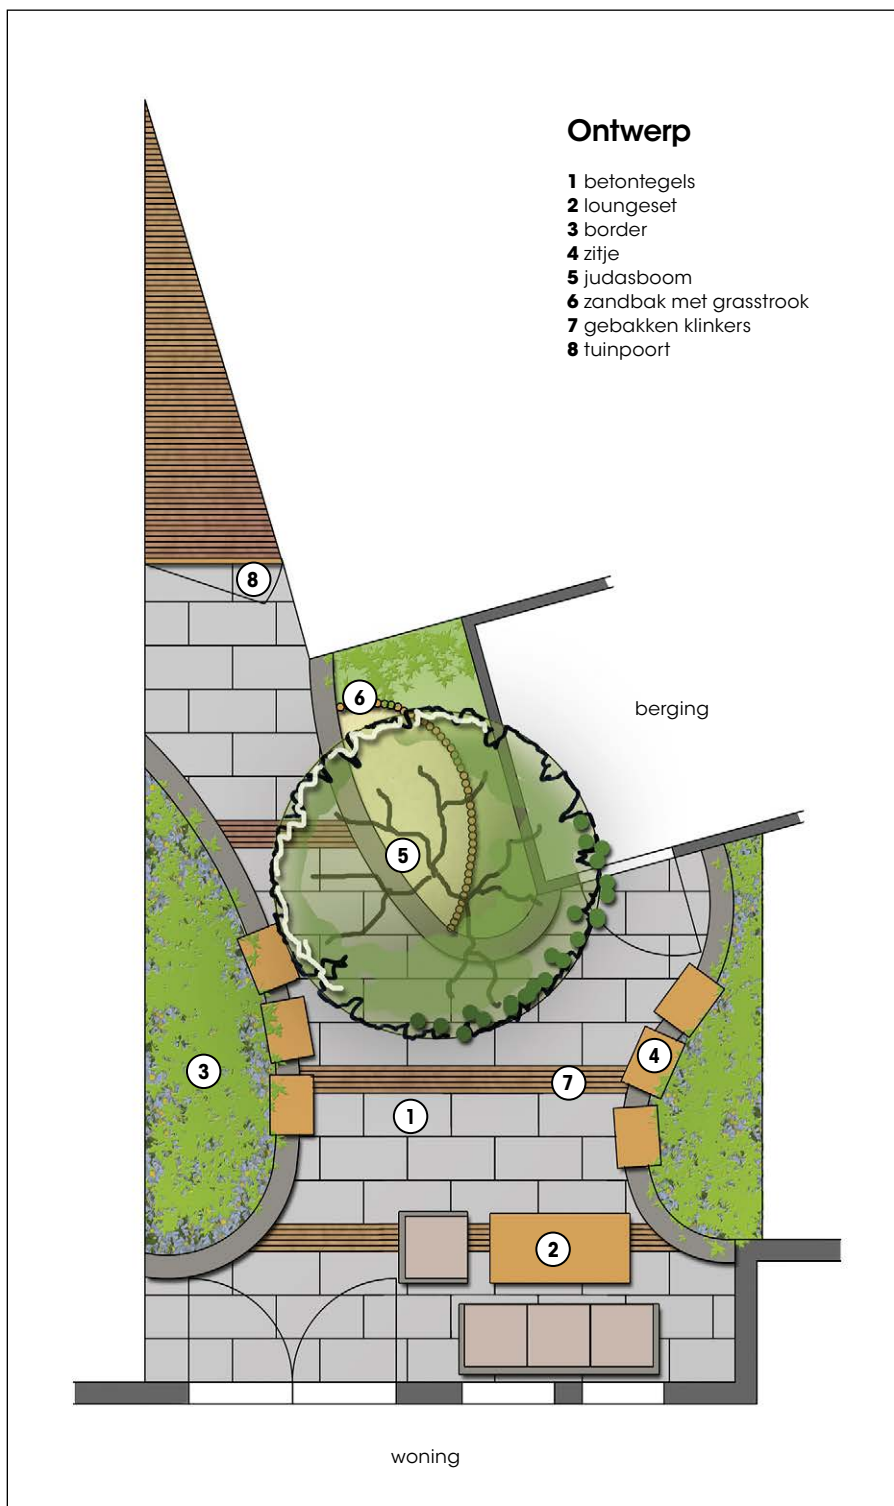 Ontwerp
1 betontegels
2 loungeset
3 border
4 zitje
5 judasboom
6 zandbak met grasstrook
7 gebakken klinkers
8 tuinpoort
8
6
berging
5
3
4
7
1
2
woning